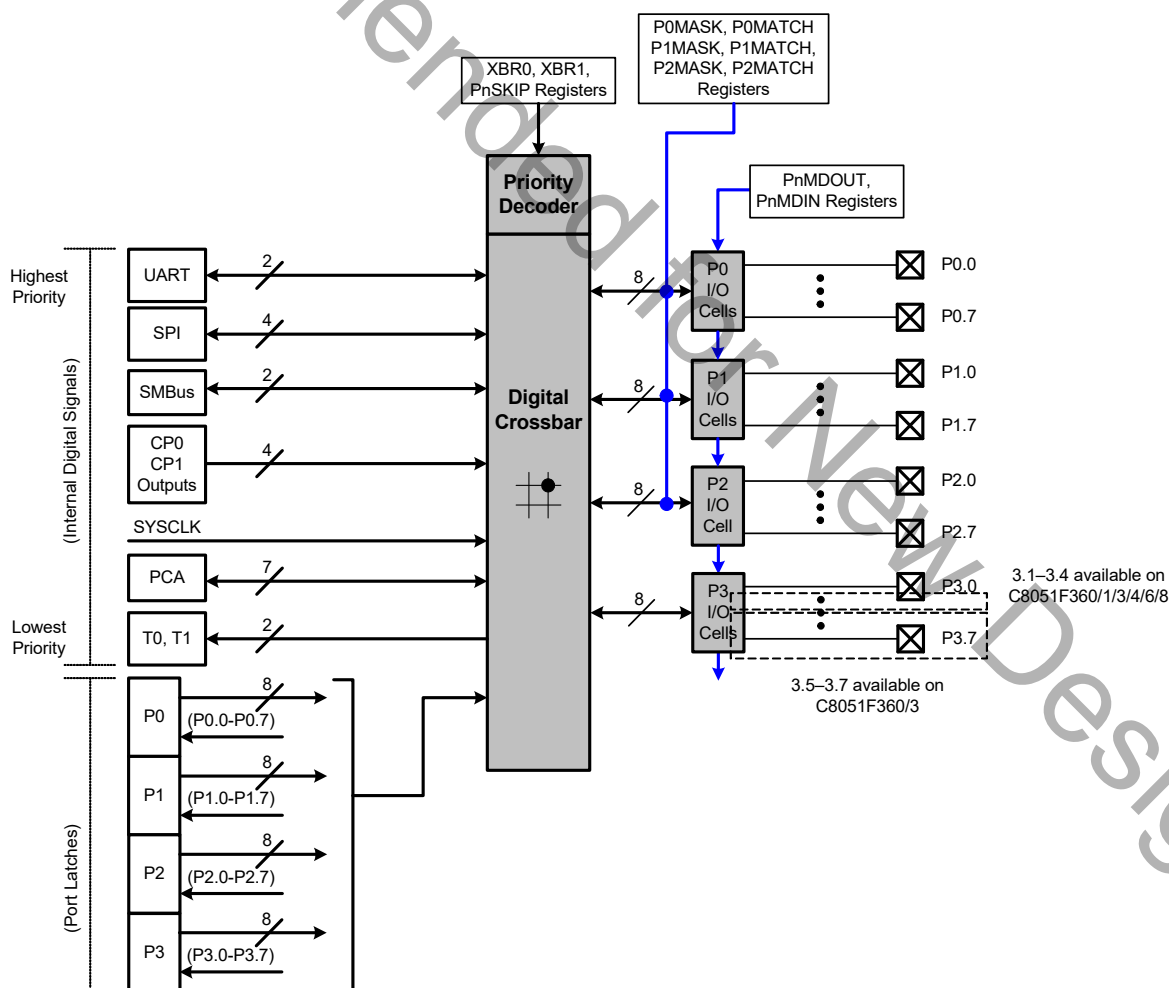 P0MASK, P0MATCH
P1MASK, P1MATCH,
P2MASK, P2MATCH
Registers
XBR0, XBR1,
PnSKIP Registers
PnMDOUT,
PnMDIN Registers
Priority
Decoder
Highest
Priority
UART
2
8
P0
I/O
Cells
P0.0
P0.7
SPI
4
(Internal Digital Signals)
SMBus
2
Digital
Crossbar
8
P1
I/O
Cells
P1.0
P1.7
CP0
CP1
Outputs
4
8
P2
I/O
Cell
P2.0
P2.7
SYSCLK
PCA
7
8
P3
I/O
Cells
P3.0
P3.7
3.1–3.4 available on
C8051F360/1/3/4/6/8
Lowest
Priority
T0, T1
2
3.5–3.7 available on
C8051F360/3
(Port Latches)
P0
8
(P0.0-P0.7)
P1
8
(P1.0-P1.7)
P2
8
(P2.0-P2.7)
P3
8
(P3.0-P3.7)
for New